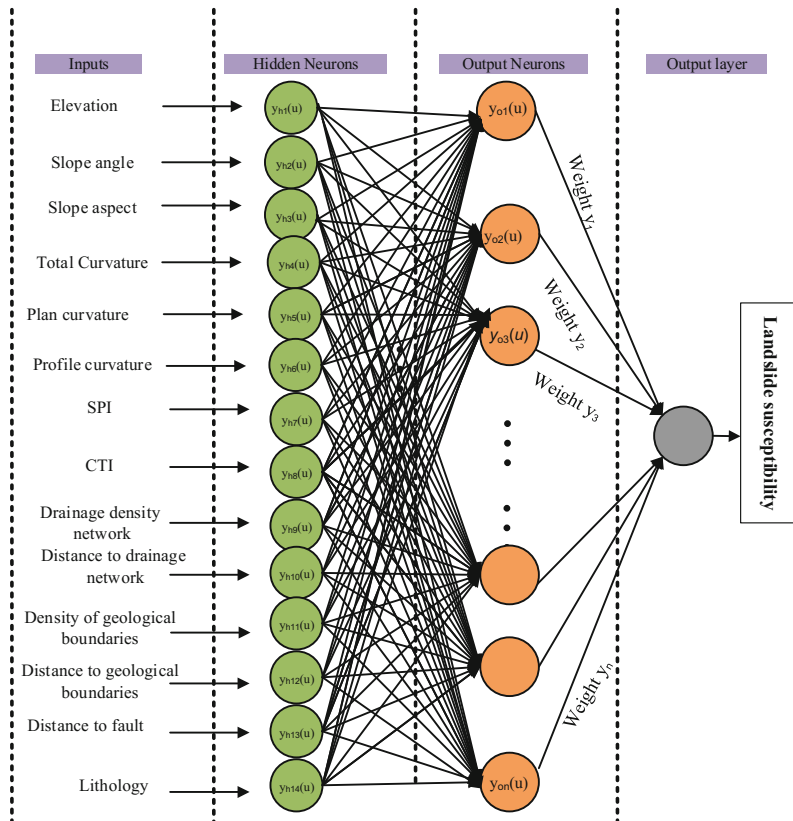 Inputs
Hidden Neurons
Output Neurons
Output layer
Elevation
Slope angle
Slope aspect
Total Curvature
Plan curvature
Profile curvature
SPI
CTI
Drainage density
network
Distance to drainage
network
Density of geological
boundaries
Distance to geological
boundaries
Distance to fault
Lithology
yh1(u)
yh2(u)
yh3(u)
yh4(u)
yh5(u)
yh6(u)
yh7(u)
yh8(u)
yh9(u)
yh10(u)
yh11(u)
yh12(u)
yh13(u)
yh14(u)
yo1(u)
yo2(u)
yo3(u)
yon(u)
Weight y1
Weight y2
Weight y3
Weight yn
Landslide susceptibility